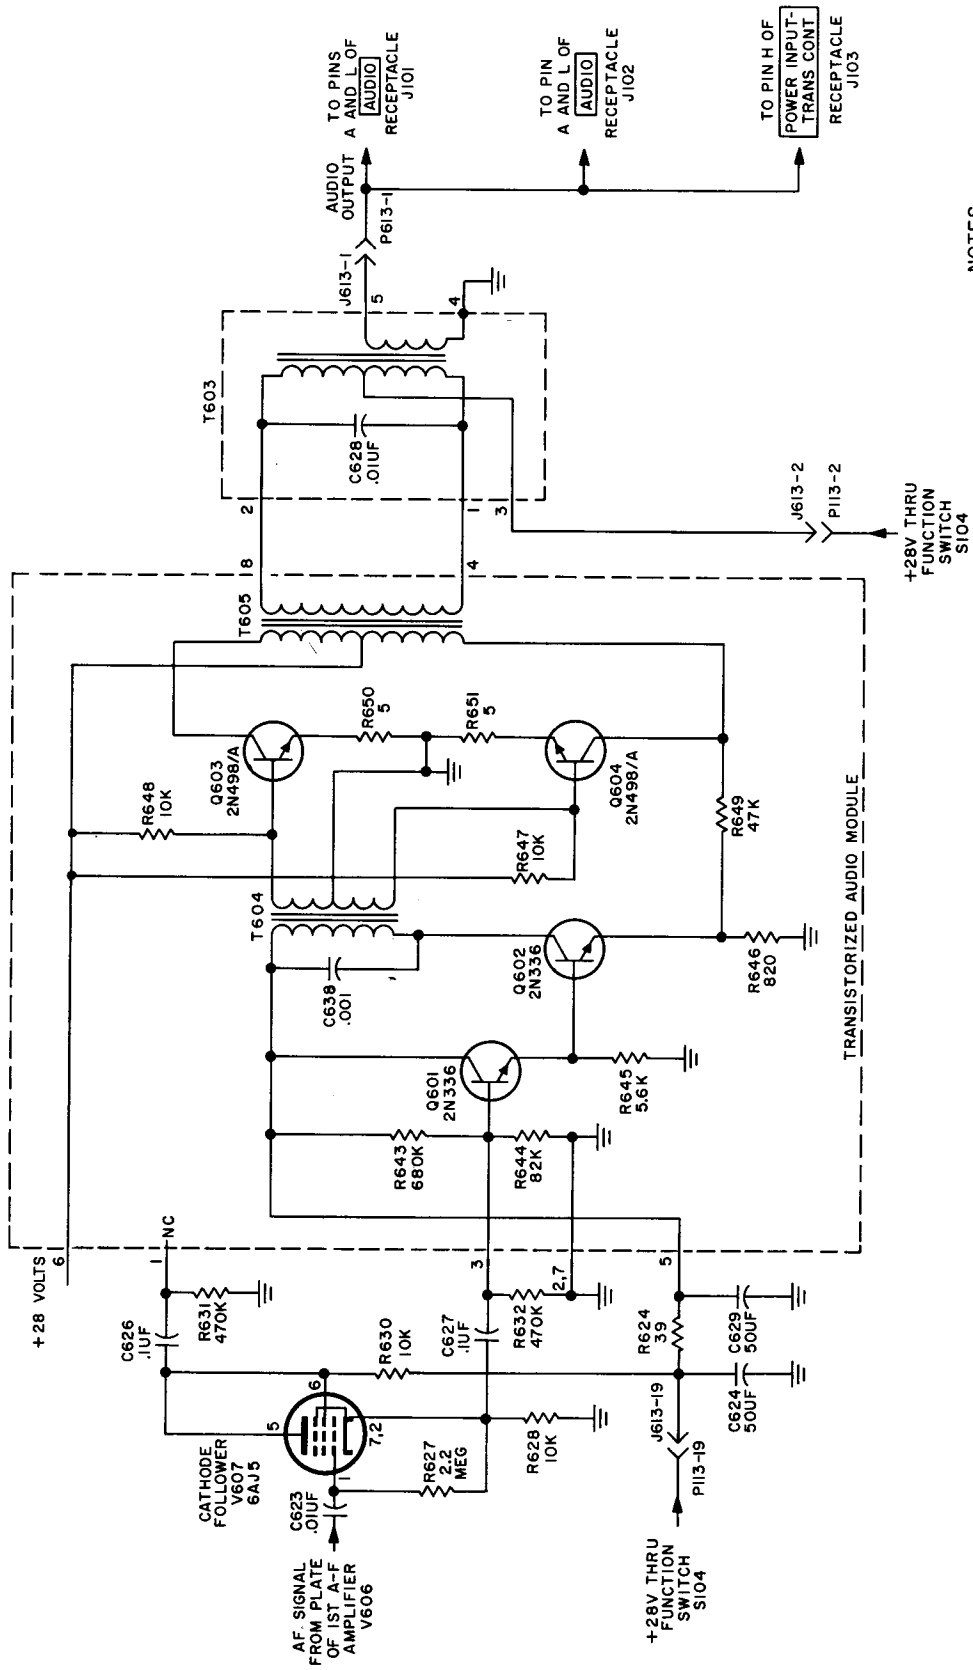 AUDIO
OUTPUT
TO PINS
A AND L OF
AUDIO
RECEPTACLE
J101
TO PIN
A AND L OF
AUDIO
RECEPTACLE
J102
TO PIN H OF
POWER INPUT-
TRANS CONT
RECEPTACLE
J103
P613-1
J613-1
5
4
T603
C628
.01UF
2
1
3
J613-2
P113-2
+28V THRU
FUNCTION
SWITCH
S104
8
4
T605
R650
5
R651
5
Q603
2N498/A
Q604
2N498/A
R648
10K
R647
10K
R649
47K
T604
C638
.001
Q602
2N336
R646
820
Q601
2N336
R645
5.6K
R643
680K
R644
82K
TRANSISTORIZED AUDIO MODULE
+28 VOLTS
6
1
NC
3
2,7
5
C626
.1UF
R631
470K
R630
10K
C627
.1UF
R632
470K
R624
39
C629
50UF
C624
50UF
J613-19
P113-19
CATHODE
FOLLOWER
V607
6AJ5
5
6
7,2
1
C623
.01UF
R627
2.2
MEG
R628
10K
AF. SIGNAL
FROM PLATE
OF 1ST A-F
AMPLIFIER
V606
+28V THRU
FUNCTION
SWITCH
S104
NOTES